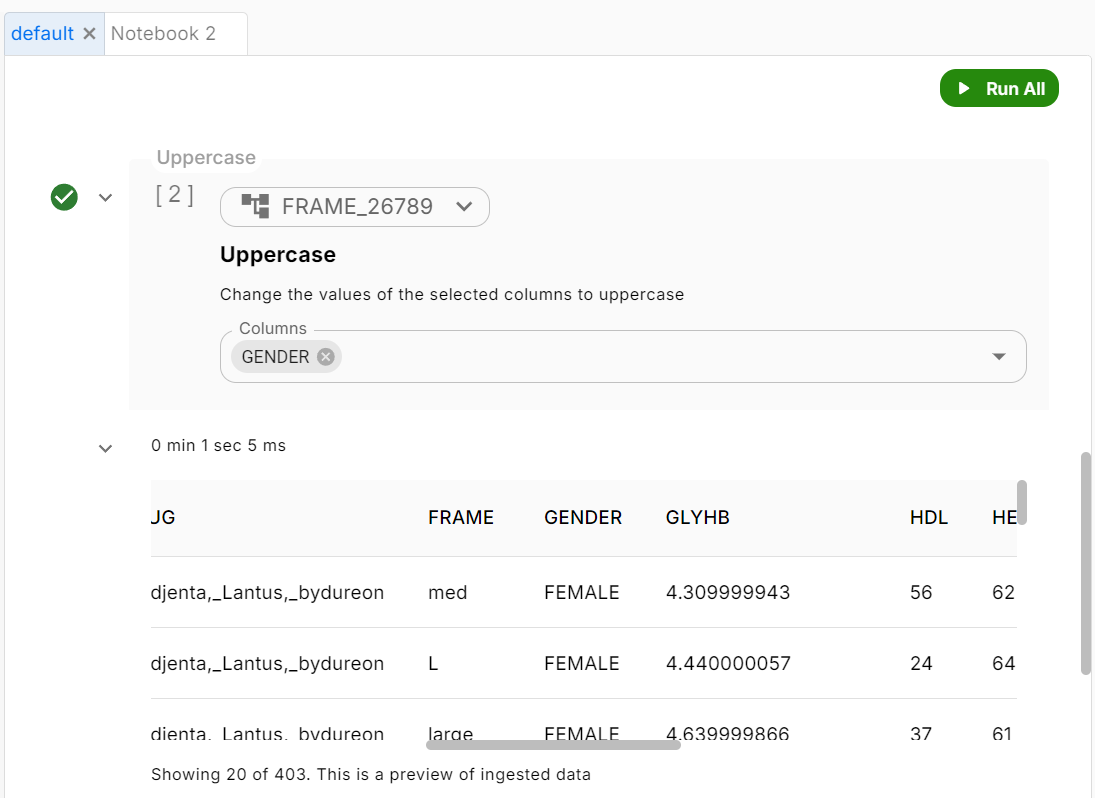 default Notebook 2
Run All
Uppercase
[ 2 ] FRAME_26789
Uppercase
Change the values of the selected columns to uppercase
Columns
GENDER
0 min 1 sec 5 ms
JG FRAME GENDER GLYHB HDL HE
djenta,_Lantus,_bydureon med FEMALE 4.309999943 56 62
djenta,_Lantus,_bydureon L FEMALE 4.440000057 24 64
djenta,_Lantus,_bydureon large FEMALE 4.639999866 37 61
Showing 20 of 403. This is a preview of ingested data